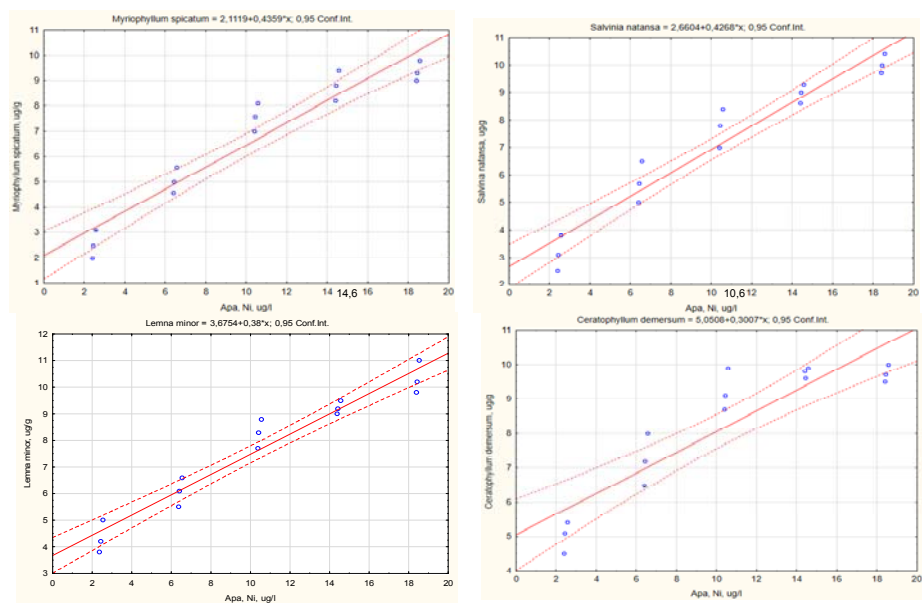 Myriophyllum spicatum = 2,1119+0,4359*x; 0,95 Conf.Int.
11
10
9
8
7
6
5
4
3
2
1
Myriophyllum spicatum, ug/g
0 2 4 6 8 10 12 14 16 18 20
14,6
Apa, Ni, ug/l
Salvinia natansa = 2,6604+0,4268*x; 0,95 Conf.Int.
11
10
9
8
7
6
5
4
3
2
Salvinia natansa, ugg
0 2 4 6 8 10 12 14 16 18 20
10,6
Apa, Ni, ug/l
Lemna minor = 3,6754+0,38*x; 0,95 Conf.Int.
12
11
10
9
8
7
6
5
4
3
Lemna minor, ug/g
0 2 4 6 8 10 12 14 16 18 20
Apa, Ni, ug/l
Ceratophyllum demersum = 5,0508+0,3007*x; 0,95 Conf.Int.
11
10
9
8
7
6
5
4
3
Ceratophyllum demersum, ugg
0 2 4 6 8 10 12 14 16 18 20
Apa, Ni, ug/l